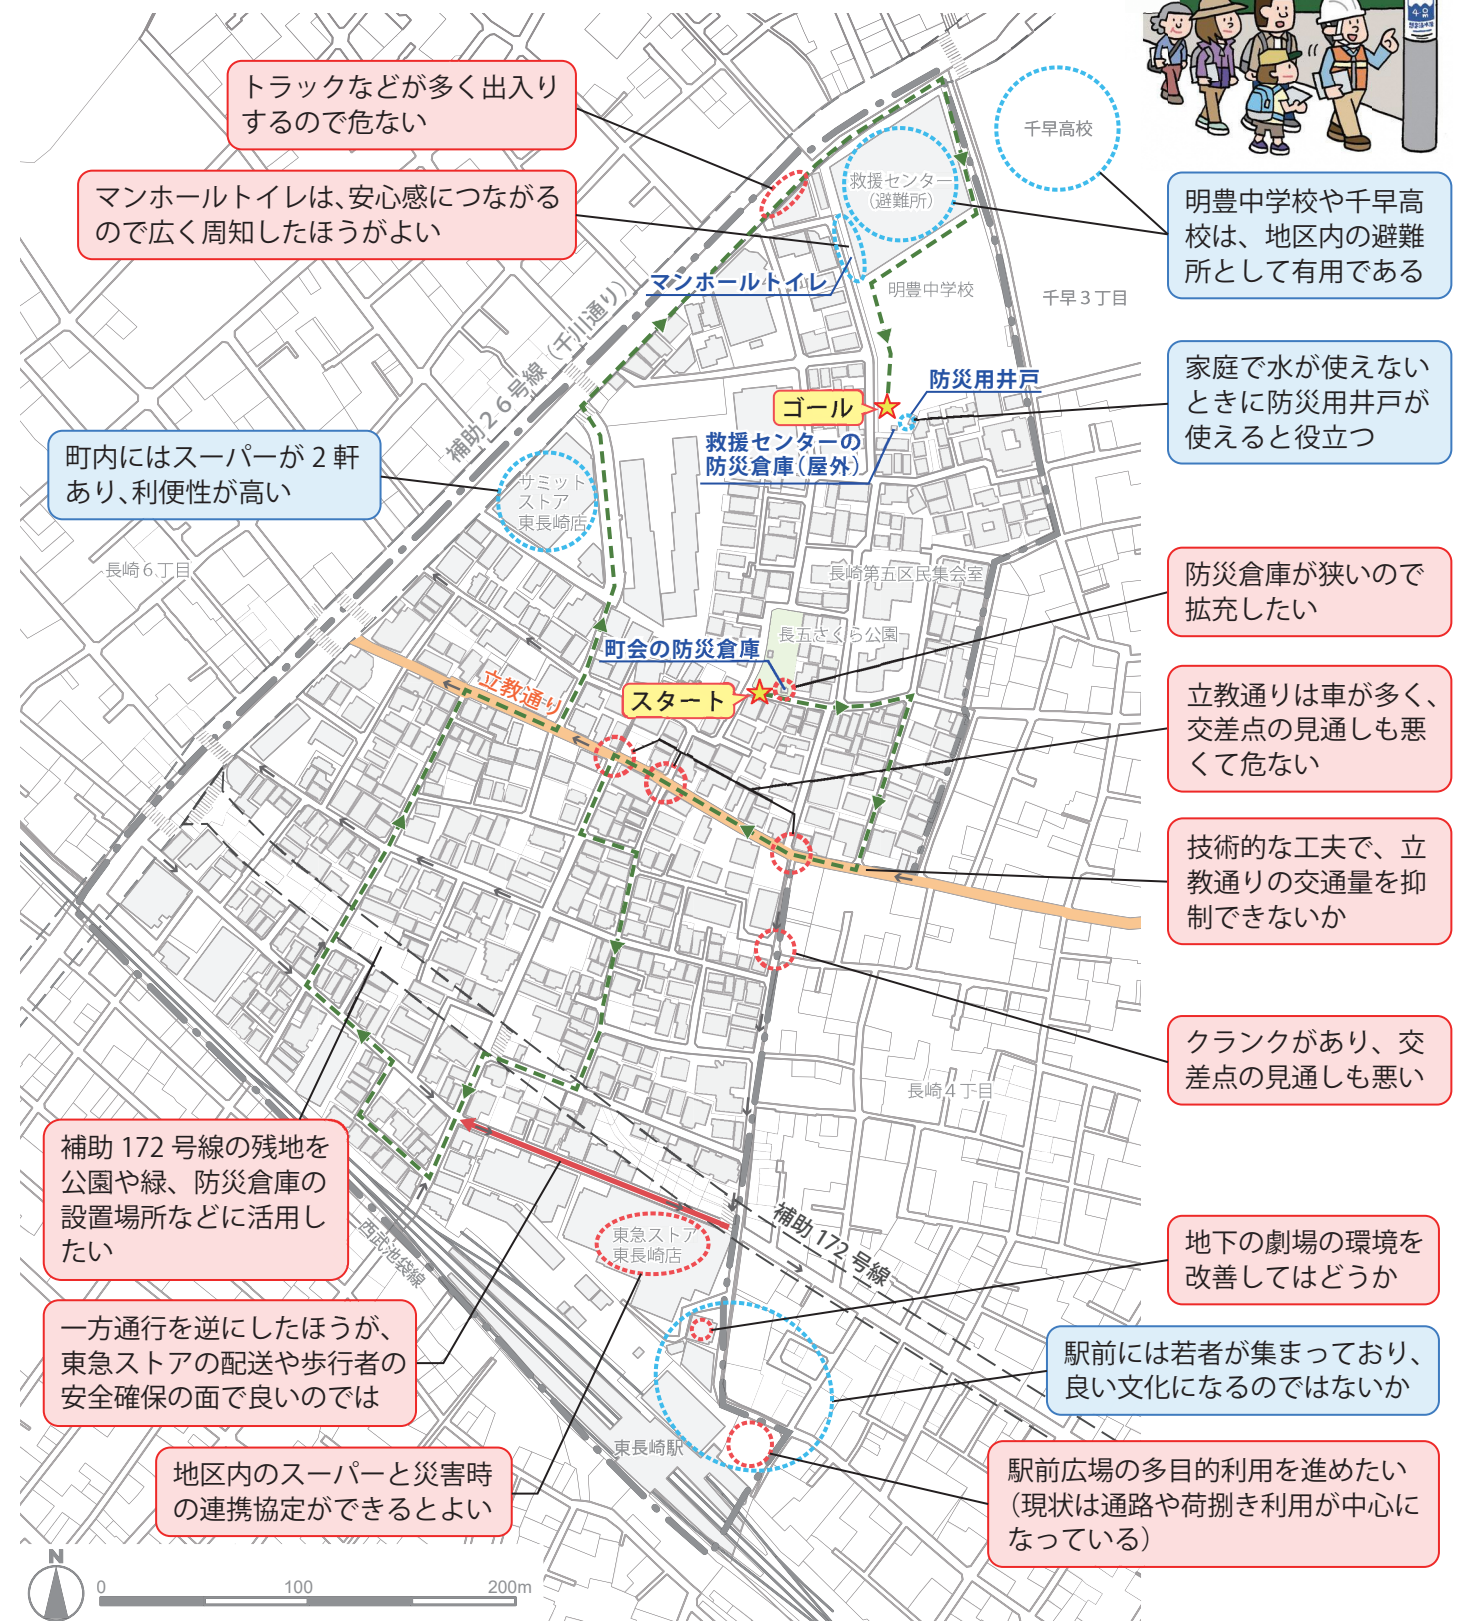 トラックなどが多く出入り
するので危ない
マンホールトイレは、安心感につながる
ので広く周知したほうがよい
千早高校
救援センター
（避難所）
明豊中学校や千早高
校は、地区内の避難
所として有用である
マンホールトイレ
明豊中学校
千早３丁目
補助２６号線（千川通り）
家庭で水が使えない
ときに防災用井戸が
使えると役立つ
防災用井戸
ゴール
救援センターの
防災倉庫（屋外）
町内にはスーパーが 2 軒
あり、利便性が高い
サミット
ストア
東長崎店
長崎６丁目
長崎第五区民集会室
防災倉庫が狭いので
拡充したい
長五さくら公園
町会の防災倉庫
スタート
立教通り
立教通りは車が多く、
交差点の見通しも悪
くて危ない
技術的な工夫で、立
教通りの交通量を抑
制できないか
クランクがあり、交
差点の見通しも悪い
長崎４丁目
補助 172 号線の残地を
公園や緑、防災倉庫の
設置場所などに活用し
たい
西武池袋線
東急ストア
東長崎店
補助 172 号線
地下の劇場の環境を
改善してはどうか
一方通行を逆にしたほうが、
東急ストアの配送や歩行者の
安全確保の面で良いのでは
駅前には若者が集まっており、
良い文化になるのではないか
東長崎駅
地区内のスーパーと災害時
の連携協定ができるとよい
駅前広場の多目的利用を進めたい
（現状は通路や荷捌き利用が中心に
なっている）
N
0 100 200m